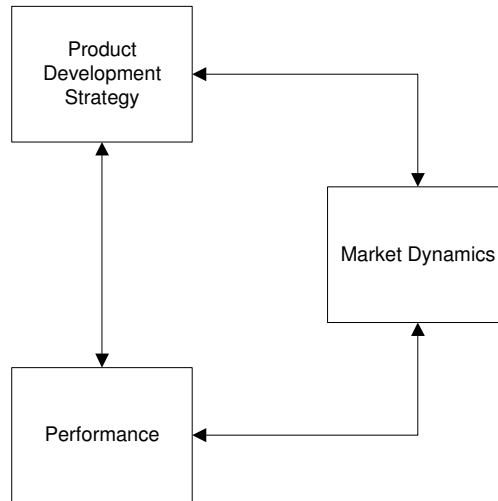 Product
Development
Strategy
Market Dynamics
Performance